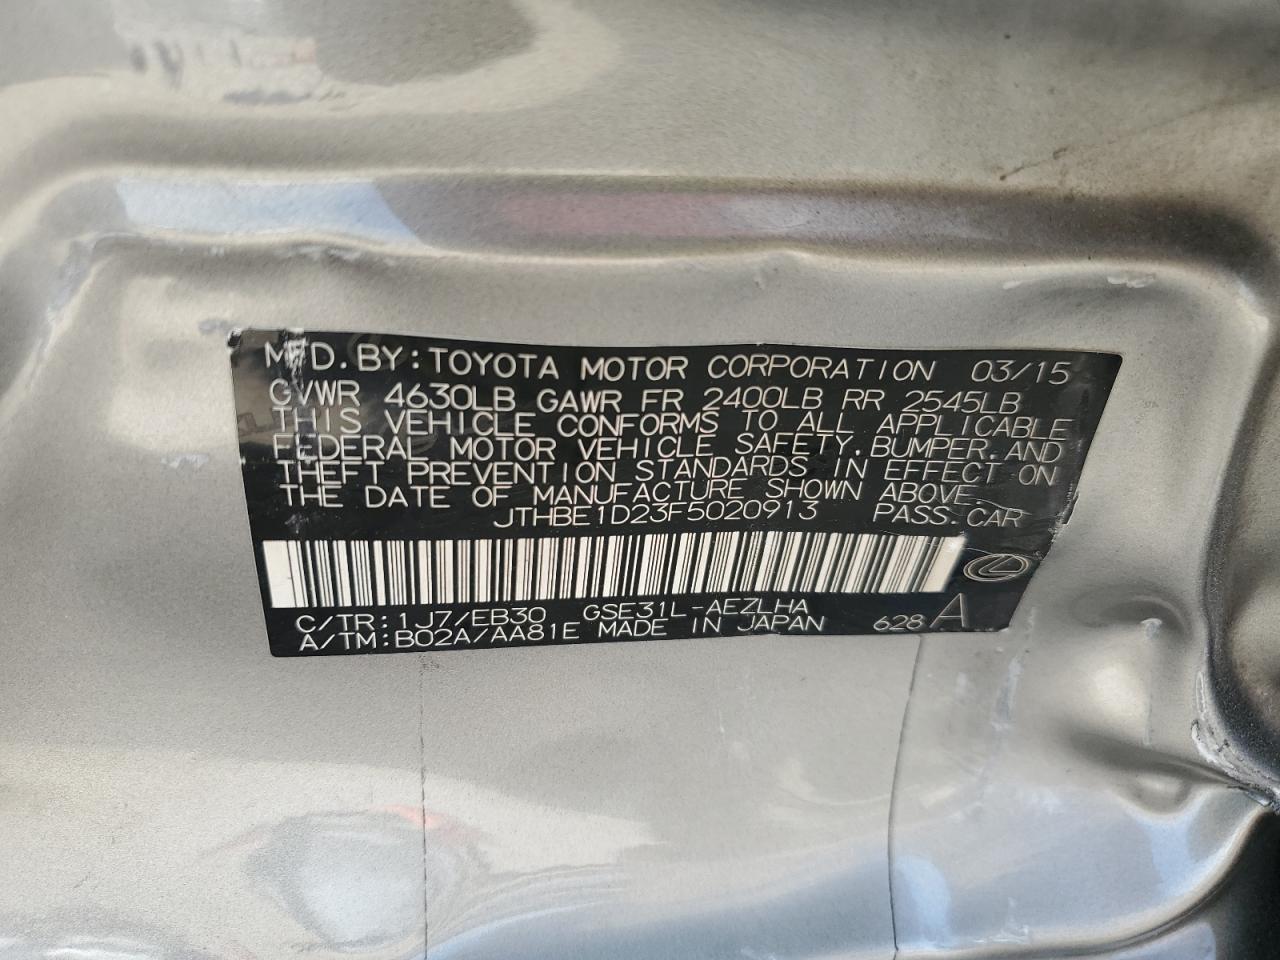 MFD. BY: TOYOTA MOTOR CORPORATION 03/15
GVWR 4630LB GAWR FR 2400LB RR 2545LB
THIS VEHICLE CONFORMS TO ALL APPLICABLE
FEDERAL MOTOR VEHICLE SAFETY, BUMPER, AND
THEFT PREVENTION STANDARDS IN EFFECT ON
THE DATE OF MANUFACTURE SHOWN ABOVE
JTHBE1D23F5020913 PASS. CAR
C/TR: 1J7/EB30 GSE31L-AEZLHA
A/TM: B02A/AA81E MADE IN JAPAN 628 A